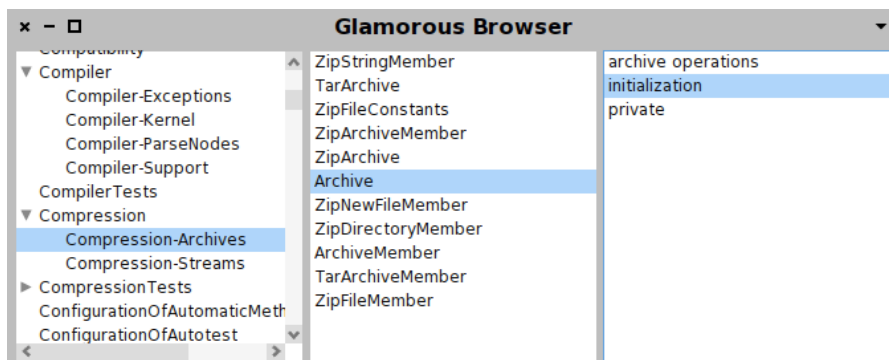 Glamorous Browser
Compatibility
Compiler
Compiler-Exceptions
Compiler-Kernel
Compiler-ParseNodes
Compiler-Support
CompilerTests
Compression
Compression-Archives
Compression-Streams
CompressionTests
ConfigurationOfAutomaticMeth
ConfigurationOfAutotest
ZipStringMember
TarArchive
ZipFileConstants
ZipArchiveMember
ZipArchive
Archive
ZipNewFileMember
ZipDirectoryMember
ArchiveMember
TarArchiveMember
ZipFileMember
archive operations
initialization
private